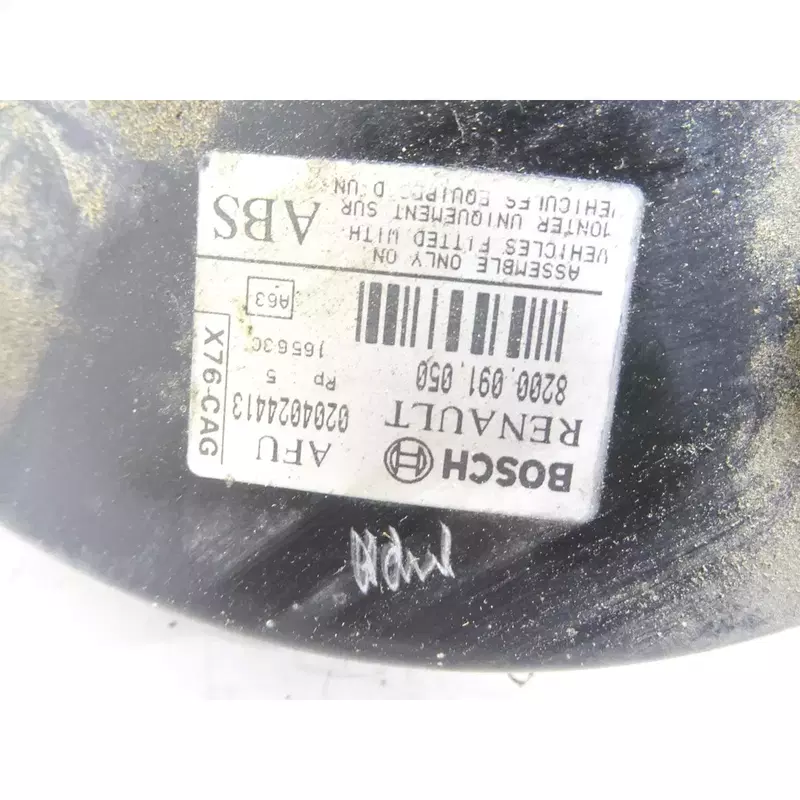 BOSCH AFU
RENAULT 0204024413
8200.091.050 Rp 5
16563C
A63
X76-CAG
ASSEMBLE ONLY ON
VEHICLES FITTED WITH
MONTER UNIQUEMENT SUR
VEHICULES EQUIPES D'UN
ABS